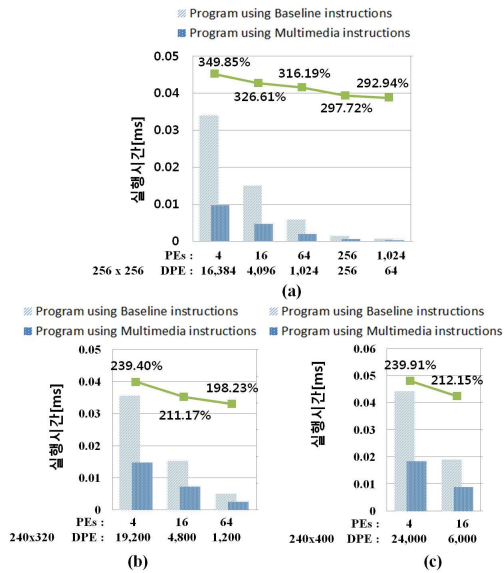 Program using Baseline instructions
Program using Multimedia instructions
0.05
0.04
0.03
0.02
0.01
0
실행시간[ms]
349.85%
326.61%
316.19%
297.72%
292.94%
PEs : 4 16 64 256 1,024
256 x 256 DPE : 16,384 4,096 1,024 256 64
(a)
Program using Baseline instructions
Program using Multimedia instructions
0.05
0.04
0.03
0.02
0.01
0
실행시간[ms]
239.40%
211.17%
198.23%
PEs : 4 16 64
240x320 DPE : 19,200 4,800 1,200
(b)
Program using Baseline instructions
Program using Multimedia instructions
0.06
0.05
0.04
0.03
0.02
0.01
0
실행시간[ms]
239.91%
212.15%
PEs : 4 16
240x400 DPE : 24,000 6,000
(c)